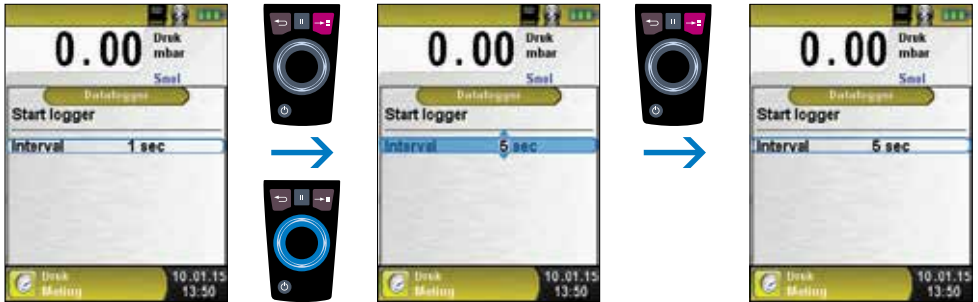 0.00 Druk
mbar
Snel
Datalogger
Start logger
Interval 1 sec
Druk 10.01.15
Meting 13:50
0.00 Druk
mbar
Snel
Datalogger
Start logger
Interval 5 sec
Druk 10.01.15
Meting 13:50
0.00 Druk
mbar
Snel
Datalogger
Start logger
Interval 5 sec
Druk 10.01.15
Meting 13:50